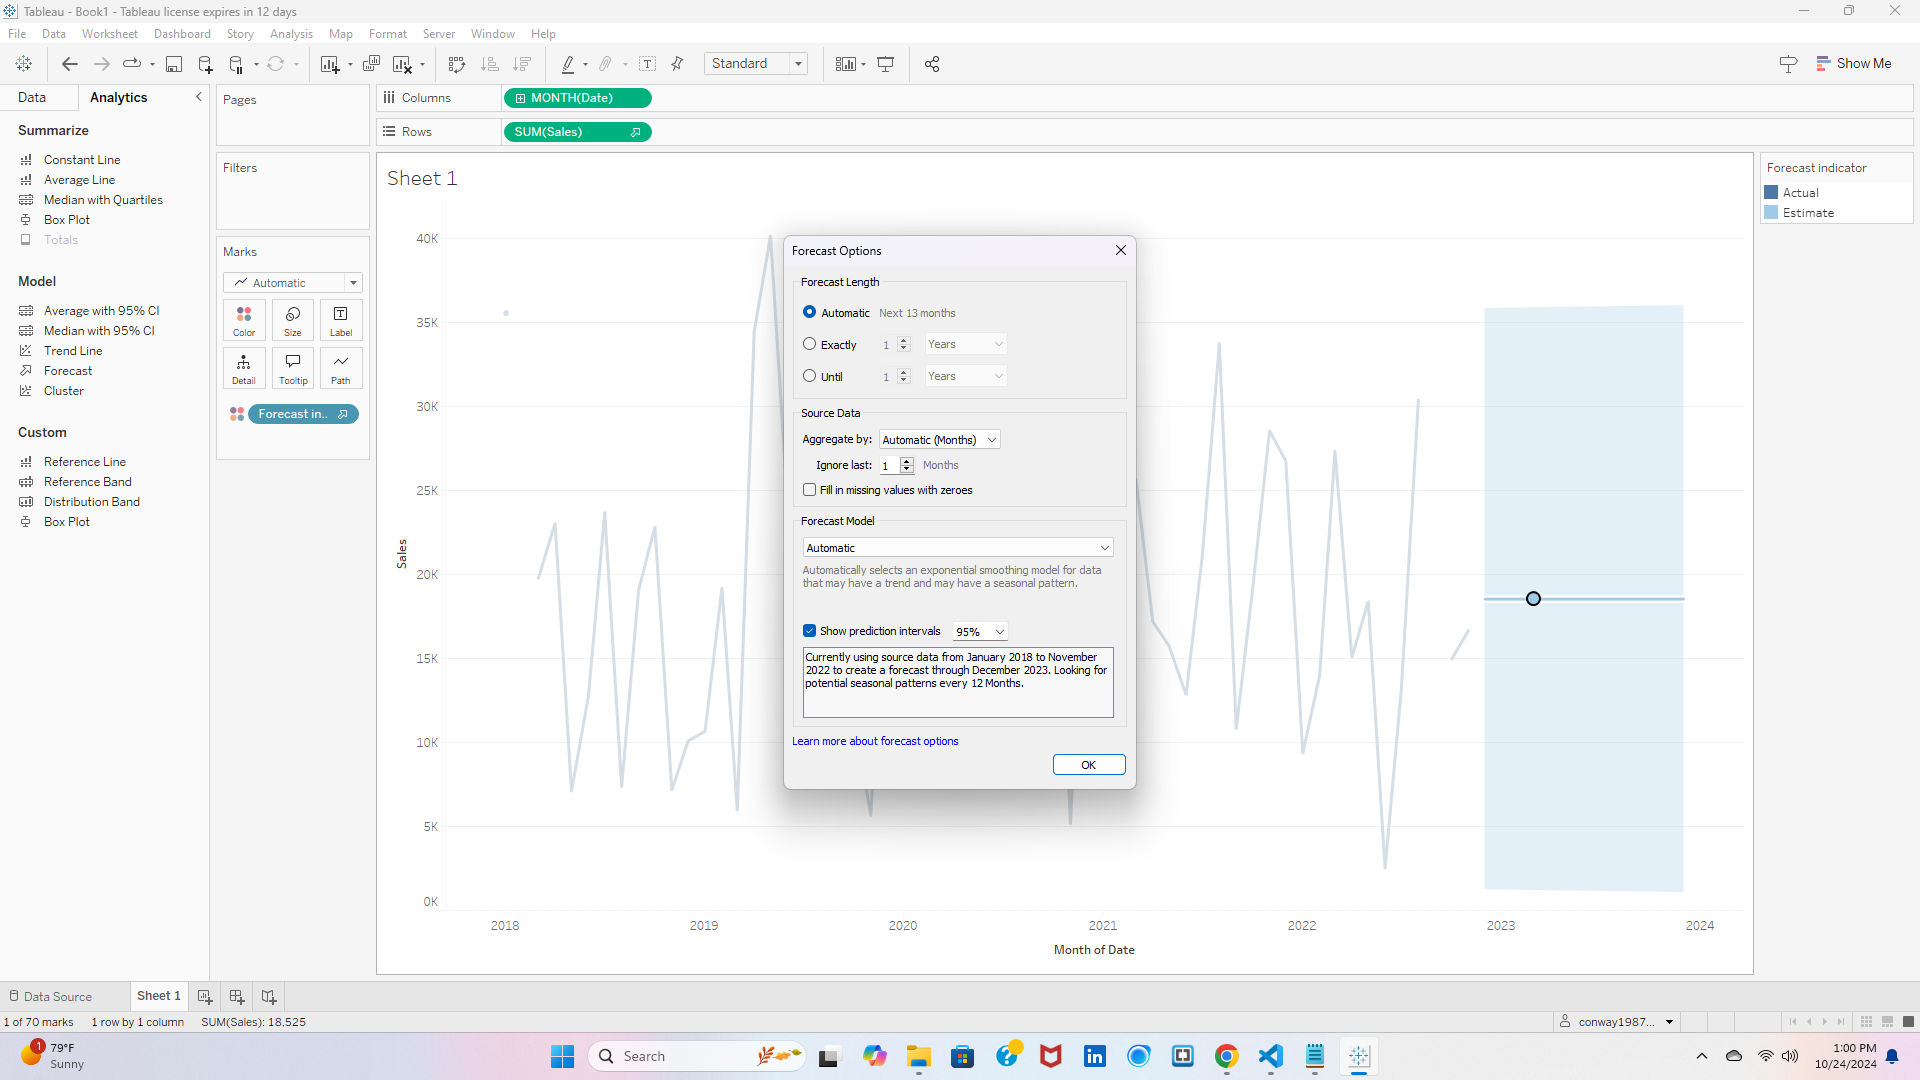 Tableau - Book1 - Tableau license expires in 12 days
File Data Worksheet Dashboard Story Analysis Map Format Server Window Help
Standard
Show Me
Data Analytics
Summarize
Constant Line
Average Line
Median with Quartiles
Box Plot
Totals
Model
Average with 95% CI
Median with 95% CI
Trend Line
Forecast
Cluster
Custom
Reference Line
Reference Band
Distribution Band
Box Plot
Pages
Filters
Marks
Automatic
Color Size Label
Detail Tooltip Path
Forecast in..
Columns MONTH(Date)
Rows SUM(Sales)
Sheet 1
40K
35K
30K
25K
20K
15K
10K
5K
0K
Sales
2018 2019 2020 2021 2022 2023 2024
Month of Date
Forecast Options
Forecast Length
Automatic Next 13 months
Exactly 1 Years
Until 1 Years
Source Data
Aggregate by: Automatic (Months)
Ignore last: 1 Months
Fill in missing values with zeroes
Forecast Model
Automatic
Automatically selects an exponential smoothing model for data
that may have a trend and may have a seasonal pattern.
Show prediction intervals 95%
Currently using source data from January 2018 to November
2022 to create a forecast through December 2023. Looking for
potential seasonal patterns every 12 Months.
Learn more about forecast options
OK
Forecast indicator
Actual
Estimate
Data Source Sheet 1
1 of 70 marks 1 row by 1 column SUM(Sales): 18,525
conway1987...
1
79°F
Sunny
Search
1:00 PM
10/24/2024